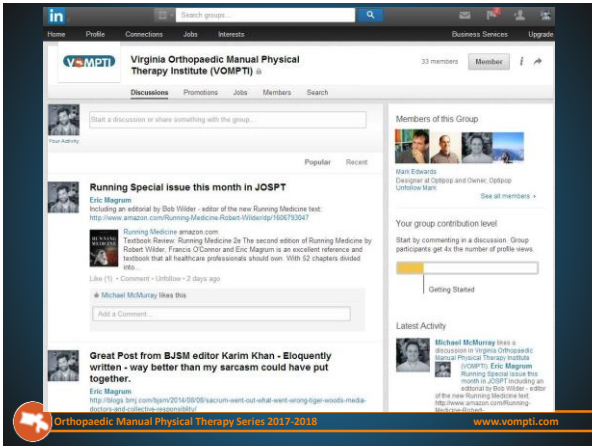 in
Search groups...
Home Profile Connections Jobs Interests Business Services Upgrade
VOMPTI
Virginia Orthopaedic Manual Physical
Therapy Institute (VOMPTI)
33 members Member
Discussions Promotions Jobs Members Search
Start a discussion or share something with the group...
Your Activity
Popular Recent
Running Special issue this month in JOSPT
Eric Magrum
Including an editorial by Bob Wilder - editor of the new Running Medicine text:
http://www.amazon.com/Running-Medicine-Robert-Wilder/dp/1606793047
RUNNING
MEDICINE
Running Medicine amazon.com
Textbook Review: Running Medicine 2e The second edition of Running Medicine by
Robert Wilder, Francis O'Connor and Eric Magrum is an excellent reference and
textbook that all healthcare professionals should own. With 52 chapters divided
into...
Like (1) • Comment • Unfollow • 2 days ago
Michael McMurray likes this
Add a Comment...
Great Post from BJSM editor Karim Khan - Eloquently
written - way better than my sarcasm could have put
together.
Eric Magrum
http://blogs.bmj.com/bjsm/2014/08/08/sacrum-went-out-what-went-wrong-tiger-woods-media-
doctors-and-collective-responsiblity/
Members of this Group
Mark Edwards
Designer at Optipop and Owner, Optipop
Unfollow Mark
See all members
Your group contribution level
Start by commenting in a discussion. Group
participants get 4x the number of profile views.
Getting Started
Latest Activity
Michael McMurray likes a
discussion in Virginia Orthopaedic
Manual Physical Therapy Institute
(VOMPTI). Eric Magrum
Running Special issue this
month in JOSPT Including an
editorial by Bob Wilder - editor
of the new Running Medicine text:
http://www.amazon.com/Running-
Medicine-Robert-
Orthopaedic Manual Physical Therapy Series 2017-2018
www.vompti.com